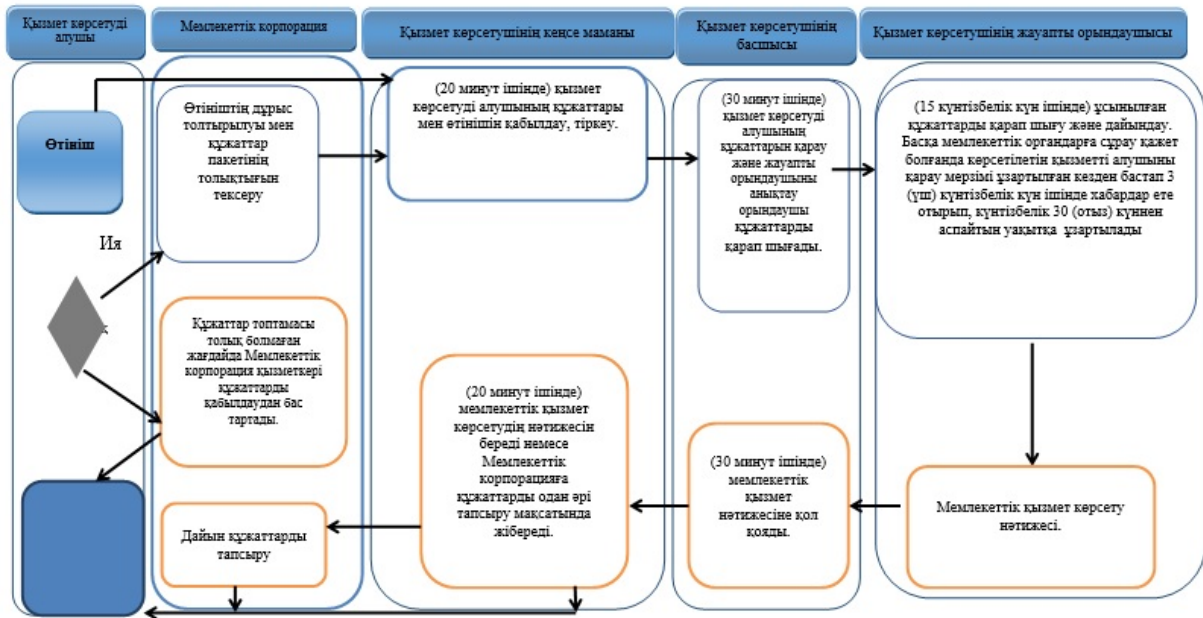 Қызмет көрсетуді
алушы
Мемлекеттік корпорация
Қызмет көрсетушінің кеңсе маманы
Қызмет көрсетушінің
басшысы
Қызмет көрсетушінің жауапты орындаушысы
Өтініш
Өтініштің дұрыс
толтырылуы мен
құжаттар
пакетінің
толықтығын
тексеру
(20 минут ішінде) қызмет
көрсетуді алушының құжаттары
мен өтінішін қабылдау, тіркеу.
(30 минут ішінде)
қызмет көрсетуді
алушының
құжаттарын қарау
және жауапты
орындаушыны
анықтау
орындаушы
құжаттарды
қарап шығады.
(15 күнтізбелік күн ішінде) ұсынылған
құжаттарды қарап шығу және дайындау.
Басқа мемлекеттік органдарға сұрау қажет
болғанда көрсетілетін қызметті алушыны
қарау мерзімі ұзартылған кезден бастап 3
(үш) күнтізбелік күн ішінде хабардар ете
отырып, күнтізбелік 30 (отыз) күннен
аспайтын уақытқа ұзартылады
Ия
Құжаттар топтамасы
толық болмаған
жағдайда Мемлекеттік
корпорация қызметкері
құжаттарды
қабылдаудан бас
тартады.
(20 минут ішінде)
мемлекеттік қызмет
көрсетудің нәтижесін
береді немесе
Мемлекеттік
корпорацияға
құжаттарды одан әрі
тапсыру мақсатында
жібереді.
(30 минут ішінде)
мемлекеттік
қызмет
нәтижесіне қол
қояды.
Мемлекеттік қызмет көрсету
нәтижесі.
Дайын құжаттарды
тапсыру